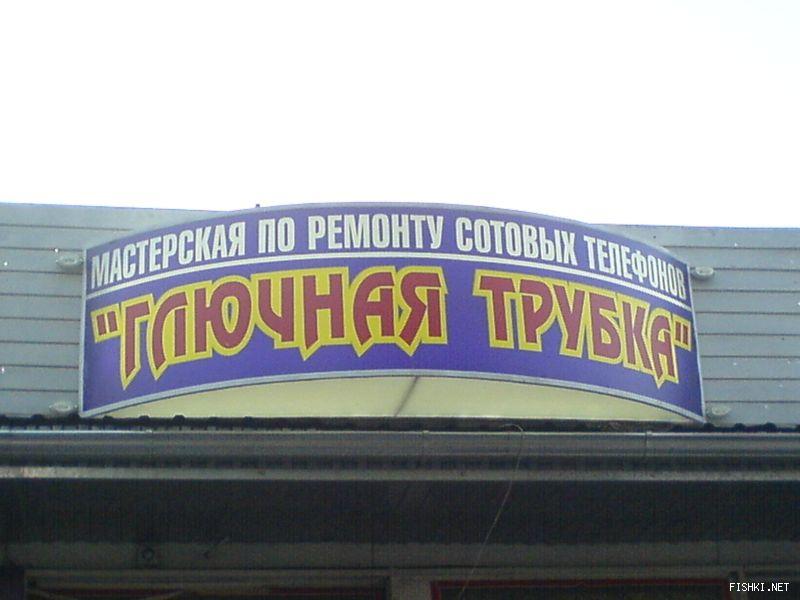 МАСТЕРСКАЯ ПО РЕМОНТУ СОТОВЫХ ТЕЛЕФОНОВ
"ГЛЮЧНАЯ ТРУБКА"
FISHKI.NET